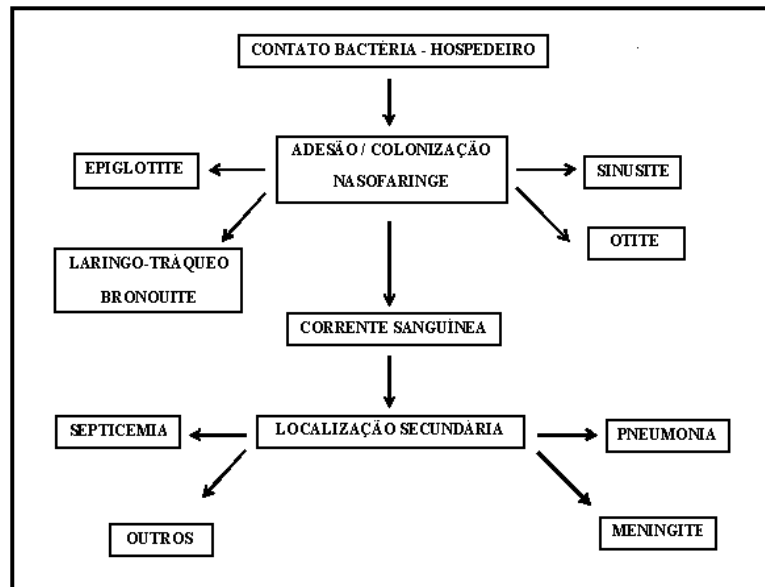 CONTATO BACTÉRIA - HOSPEDEIRO
ADESÃO / COLONIZAÇÃO
NASOFARINGE
EPIGLOTITE
SINUSITE
LARINGO-TRÁQUEO
BRONOUITE
OTITE
CORRENTE SANGUÍNEA
SEPTICEMIA
LOCALIZAÇÃO SECUNDÁRIA
PNEUMONIA
OUTROS
MENINGITE